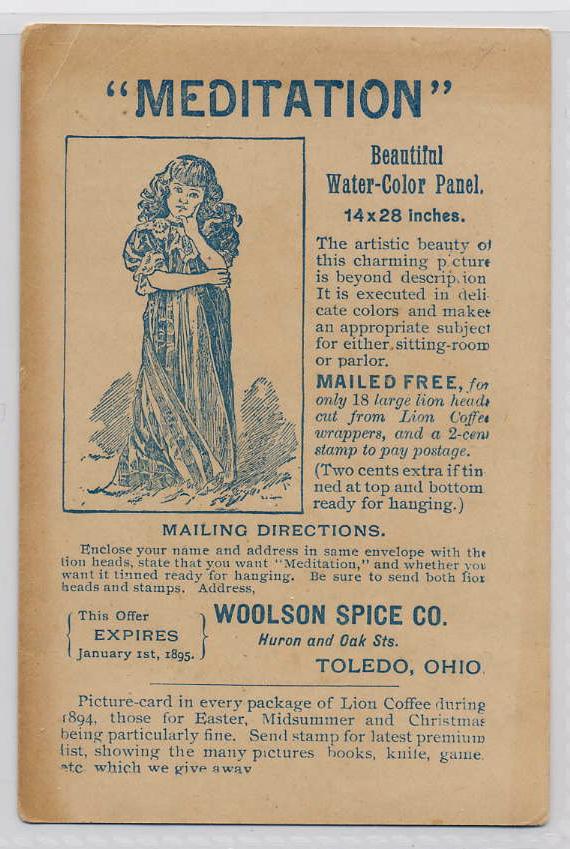 "MEDITATION"
Beautiful
Water-Color Panel.
14x28 inches.
The artistic beauty of
this charming p cture
is beyond descrip ion
It is executed in deli
cate colors and makes
an appropriate subject
for either sitting-room
or parlor.
MAILED FREE, for
only 18 large lion heads
cut from Lion Coffee
wrappers, and a 2-cent
stamp to pay postage.
(Two cents extra if tin
ned at top and bottom
ready for hanging.)
MAILING DIRECTIONS.
Enclose your name and address in same envelope with the
lion heads, state that you want "Meditation," and whether you
want it tinned ready for hanging. Be sure to send both lion
heads and stamps. Address,
This Offer
EXPIRES
January 1st, 1895.
WOOLSON SPICE CO.
Huron and Oak Sts.
TOLEDO, OHIO
Picture-card in every package of Lion Coffee during
1894, those for Easter, Midsummer and Christmas
being particularly fine. Send stamp for latest premium
list, showing the many pictures books, knife, game
etc. which we give away